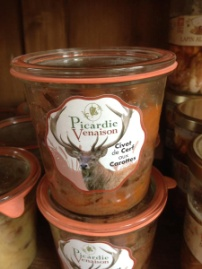 Picardie
Venaison
Civet
de Cerf
aux
Carottes
Picardie
Venaison